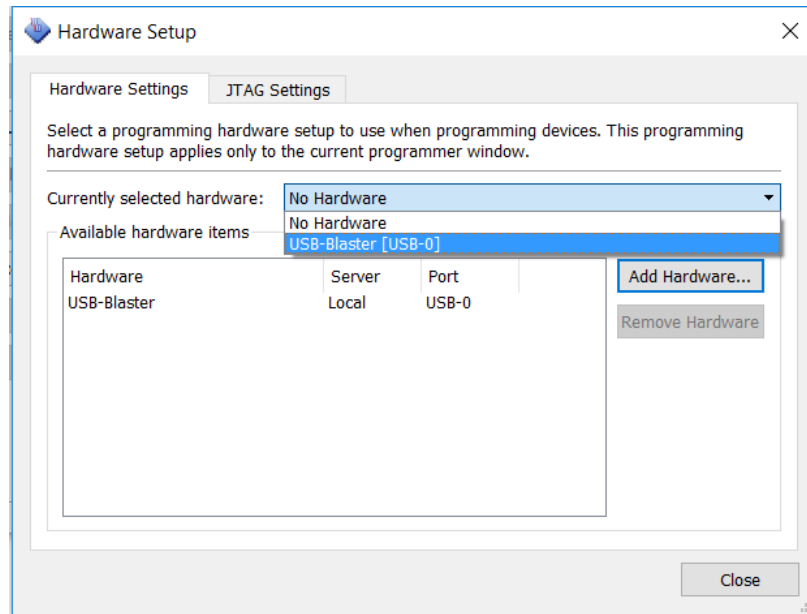 Hardware Setup
Hardware Settings
JTAG Settings
Select a programming hardware setup to use when programming devices. This programming
hardware setup applies only to the current programmer window.
Currently selected hardware:
No Hardware
No Hardware
USB-Blaster [USB-0]
Available hardware items
Hardware Server Port
USB-Blaster Local USB-0
Add Hardware...
Remove Hardware
Close